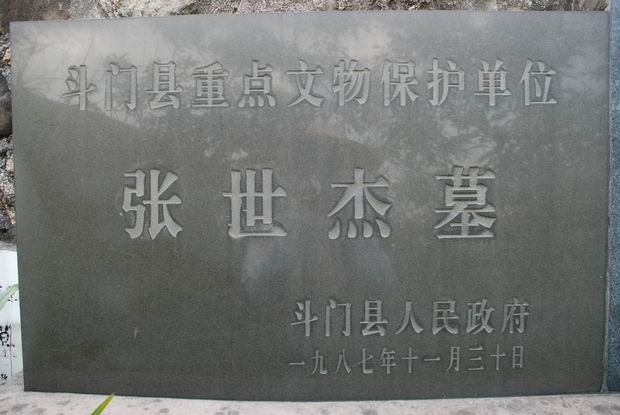 斗门县重点文物保护单位
张世杰墓
斗门县人民政府
一九八七年十一月三十日